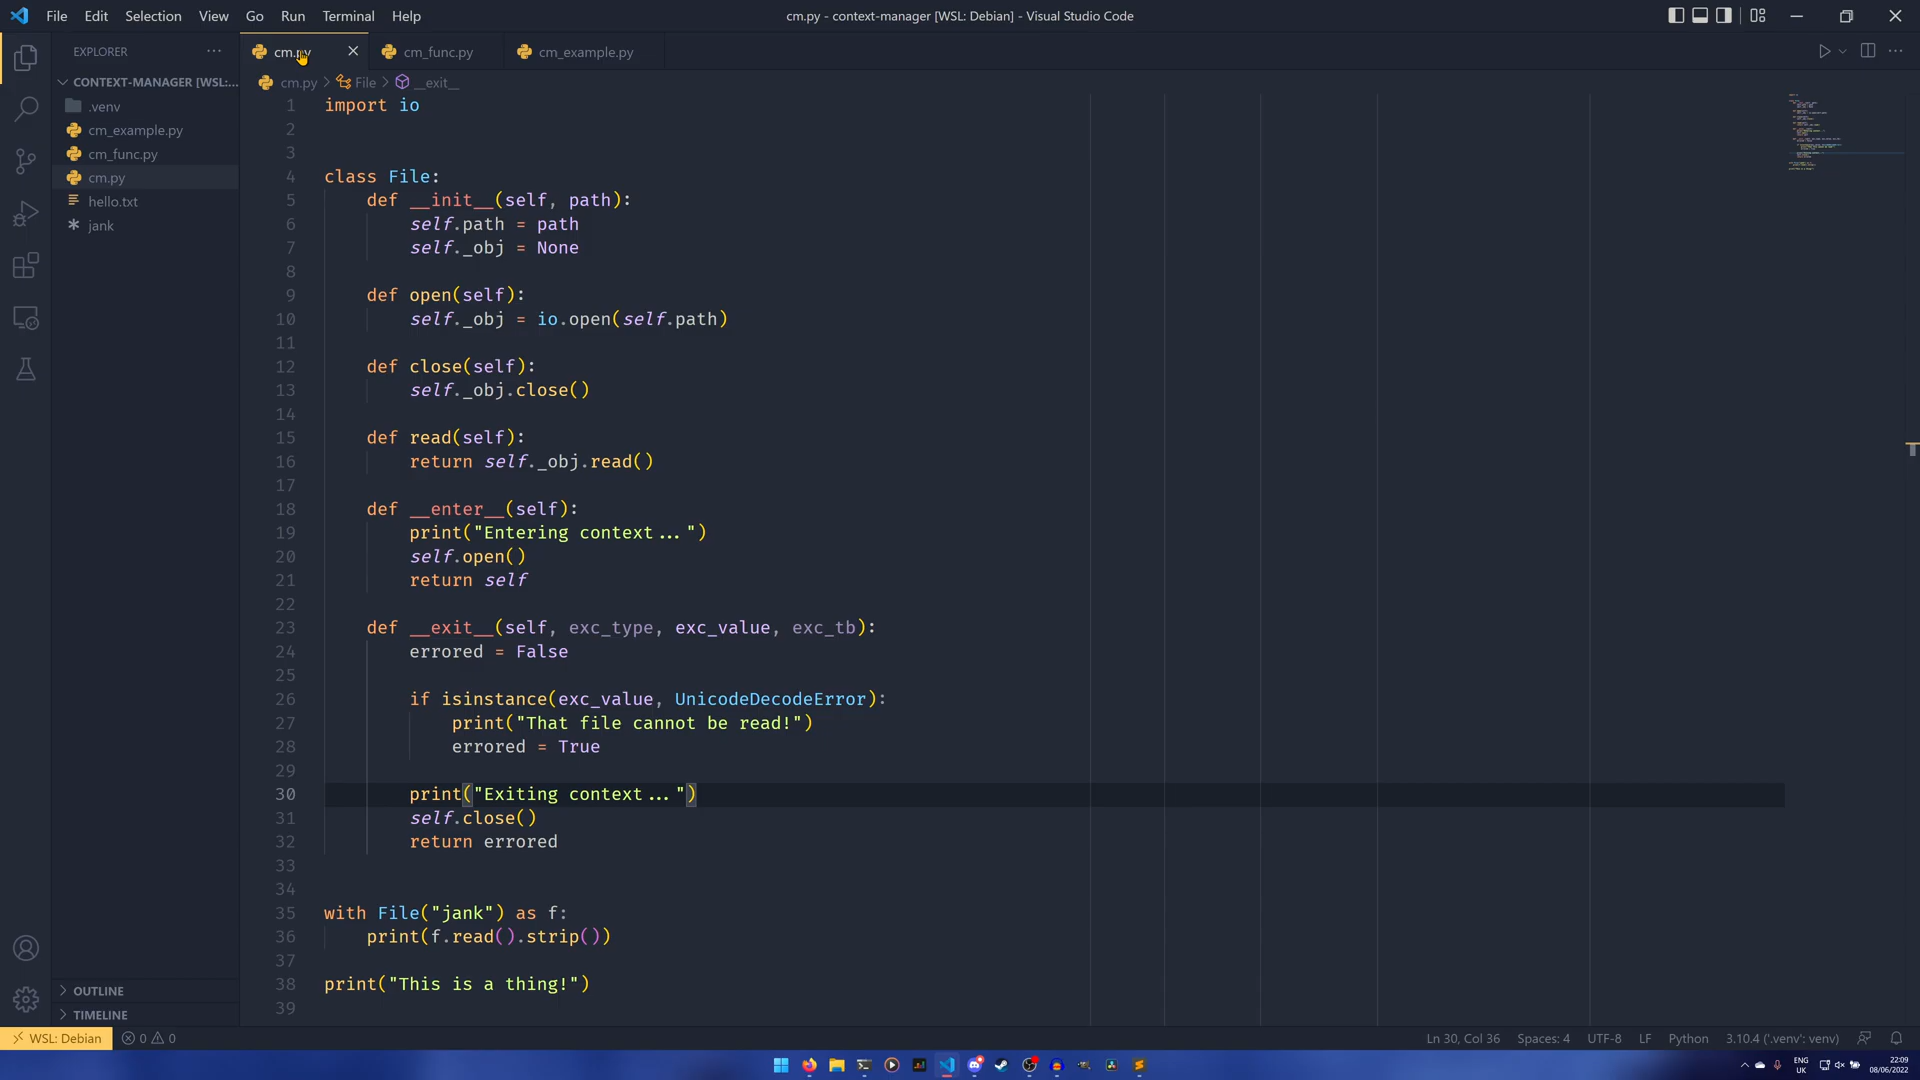 File Edit Selection View Go Run Terminal Help
cm.py - context-manager [WSL: Debian] - Visual Studio Code
EXPLORER
cm.py
cm_func.py
cm_example.py
CONTEXT-MANAGER [WSL:...
cm.py > File > __exit__
.venv
cm_example.py
cm_func.py
cm.py
hello.txt
jank
1 import io
2
3
4 class File:
5 def __init__(self, path):
6 self.path = path
7 self._obj = None
8
9 def open(self):
10 self._obj = io.open(self.path)
11
12 def close(self):
13 self._obj.close()
14
15 def read(self):
16 return self._obj.read()
17
18 def __enter__(self):
19 print("Entering context...")
20 self.open()
21 return self
22
23 def __exit__(self, exc_type, exc_value, exc_tb):
24 errored = False
25
26 if isinstance(exc_value, UnicodeDecodeError):
27 print("That file cannot be read!")
28 errored = True
29
30 print("Exiting context...")
31 self.close()
32 return errored
33
34
35 with File("jank") as f:
36 print(f.read().strip())
37
38 print("This is a thing!")
39
OUTLINE
TIMELINE
WSL: Debian 0 0
Ln 30, Col 36 Spaces: 4 UTF-8 LF Python 3.10.4 ('.venv': venv)
ENG
UK
22:09
08/06/2022